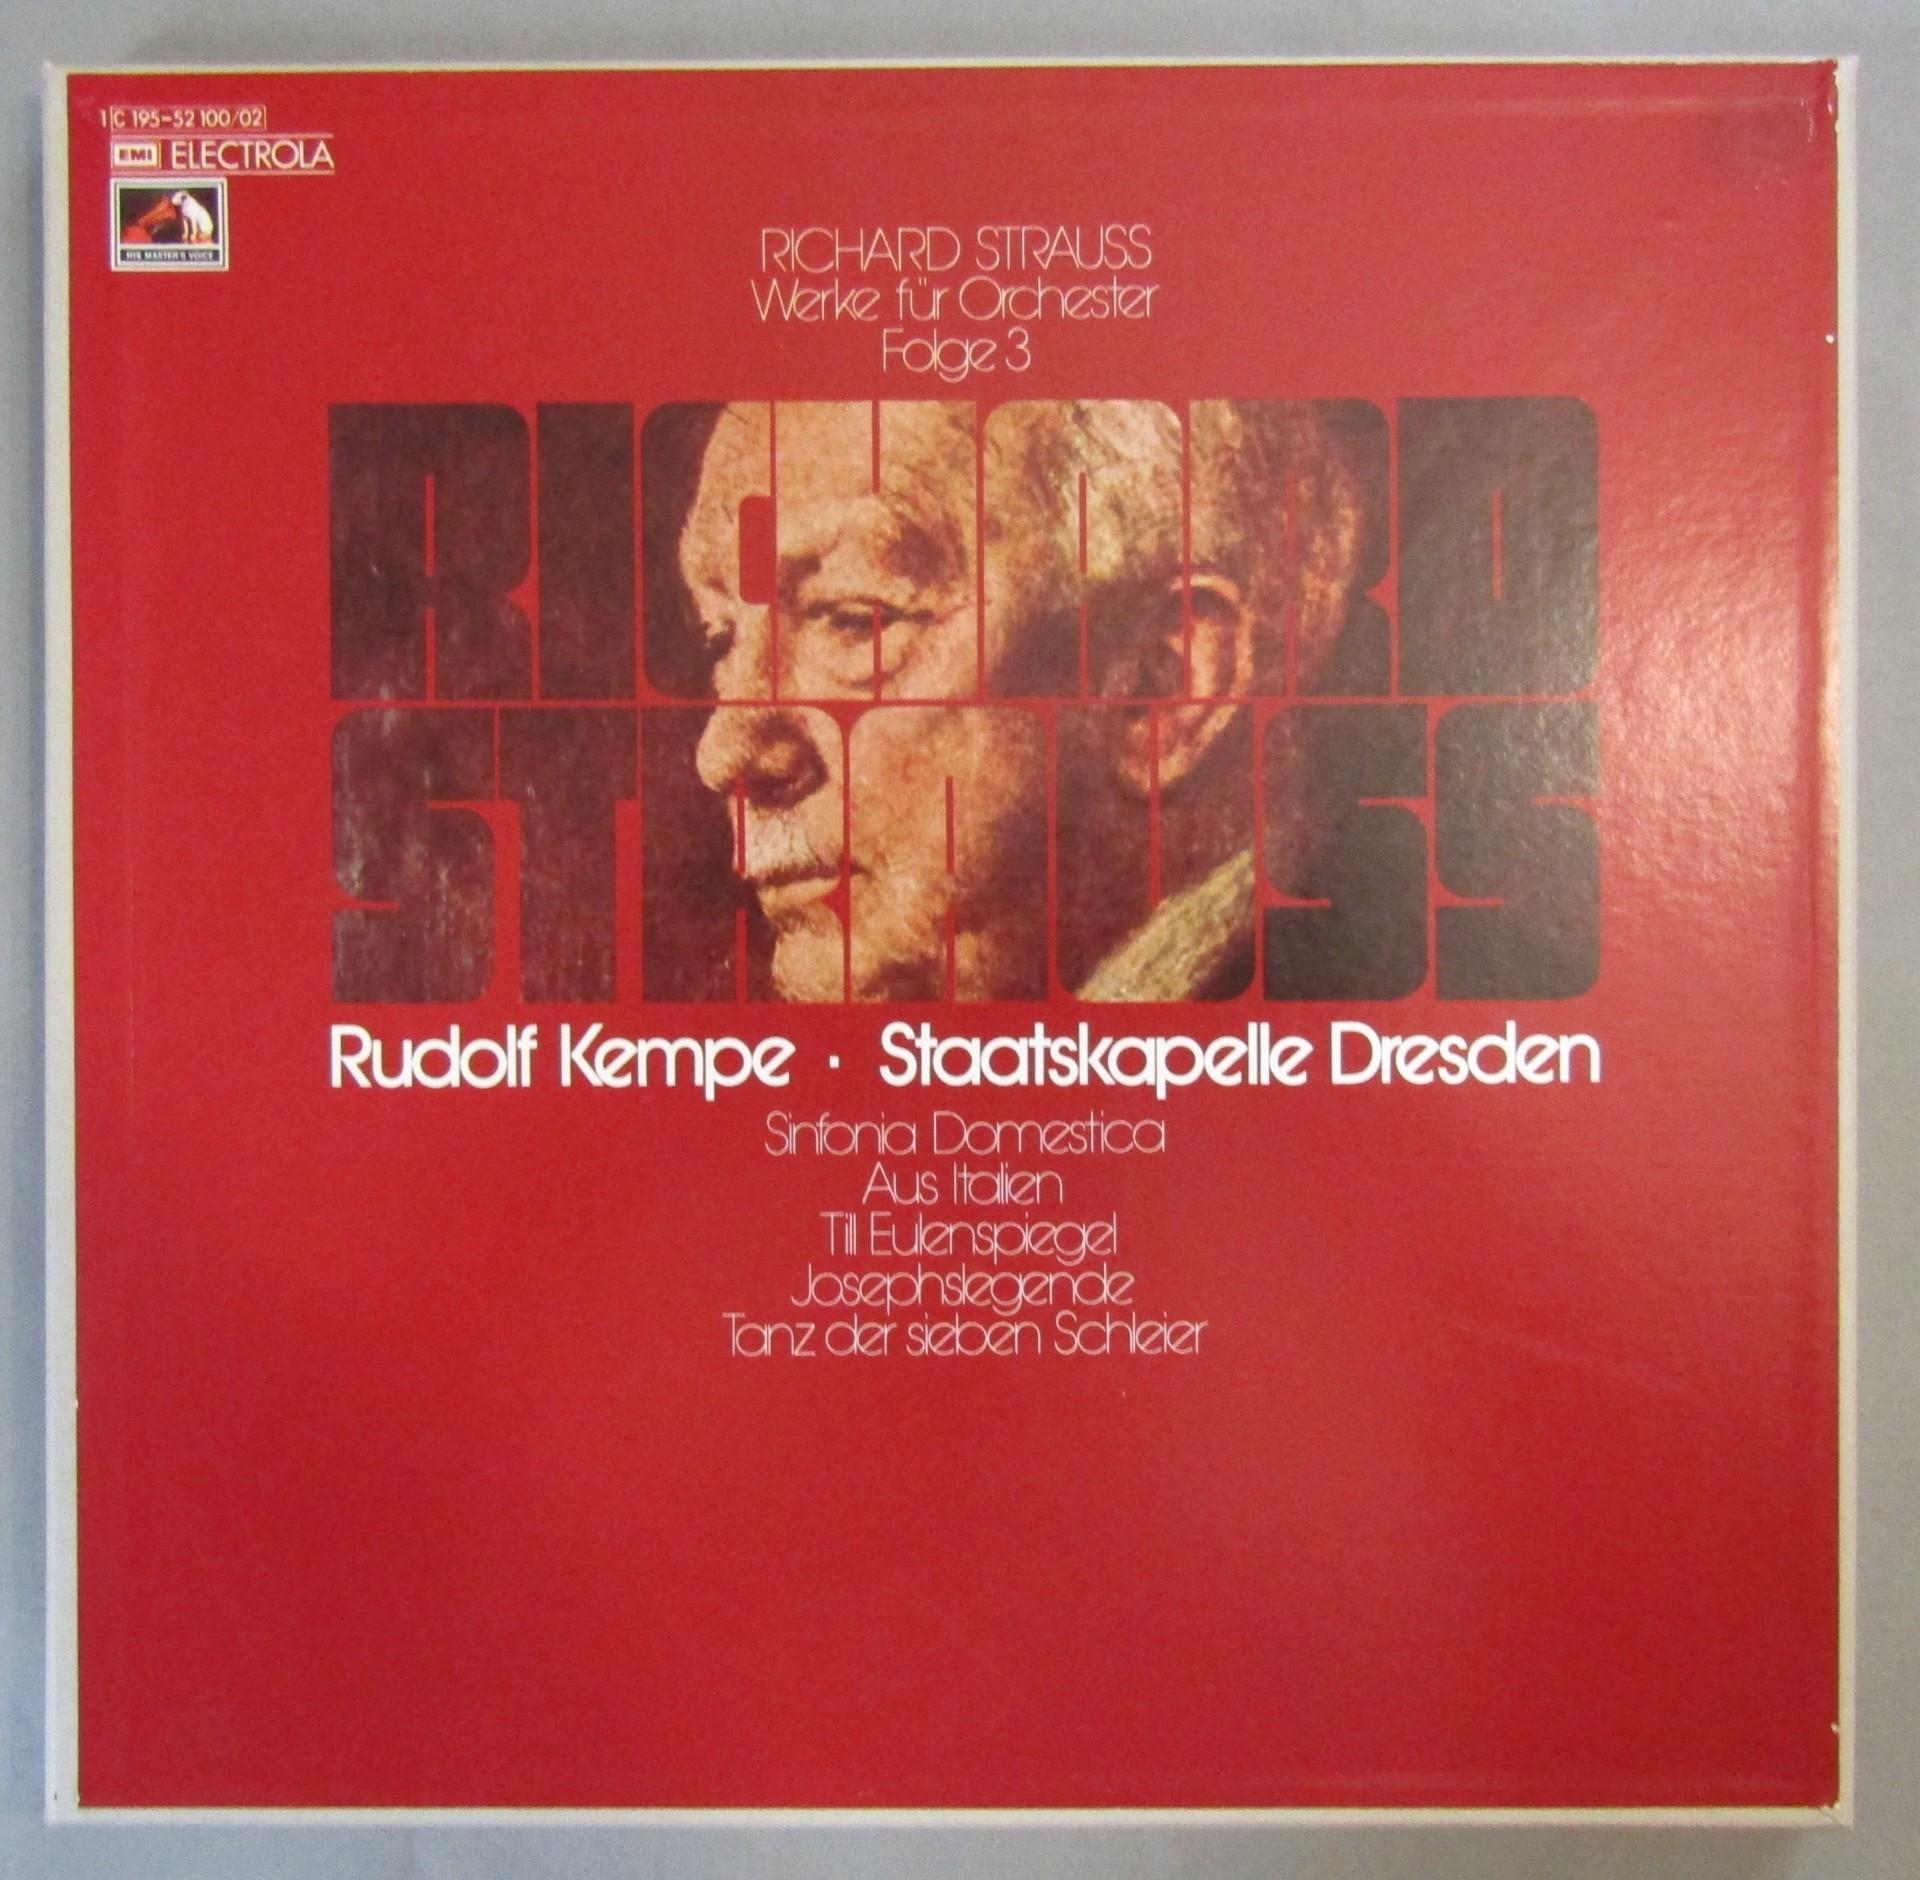 1 C 195-52 100/02
EMI ELECTROLA
HIS MASTER'S VOICE
RICHARD STRAUSS
Werke für Orchester
Folge 3
RICHARD
STRAUSS
Rudolf Kempe · Staatskapelle Dresden
Sinfonia Domestica
Aus Italien
Till Eulenspiegel
Josephslegende
Tanz der sieben Schleier